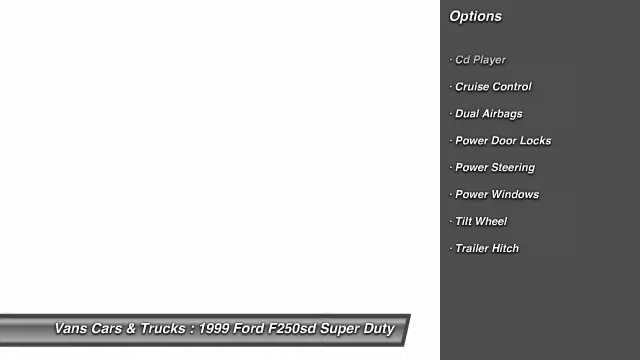 Options
· Cd Player
· Cruise Control
· Dual Airbags
· Power Door Locks
· Power Steering
· Power Windows
· Tilt Wheel
· Trailer Hitch
Vans Cars & Trucks : 1999 Ford F250sd Super Duty